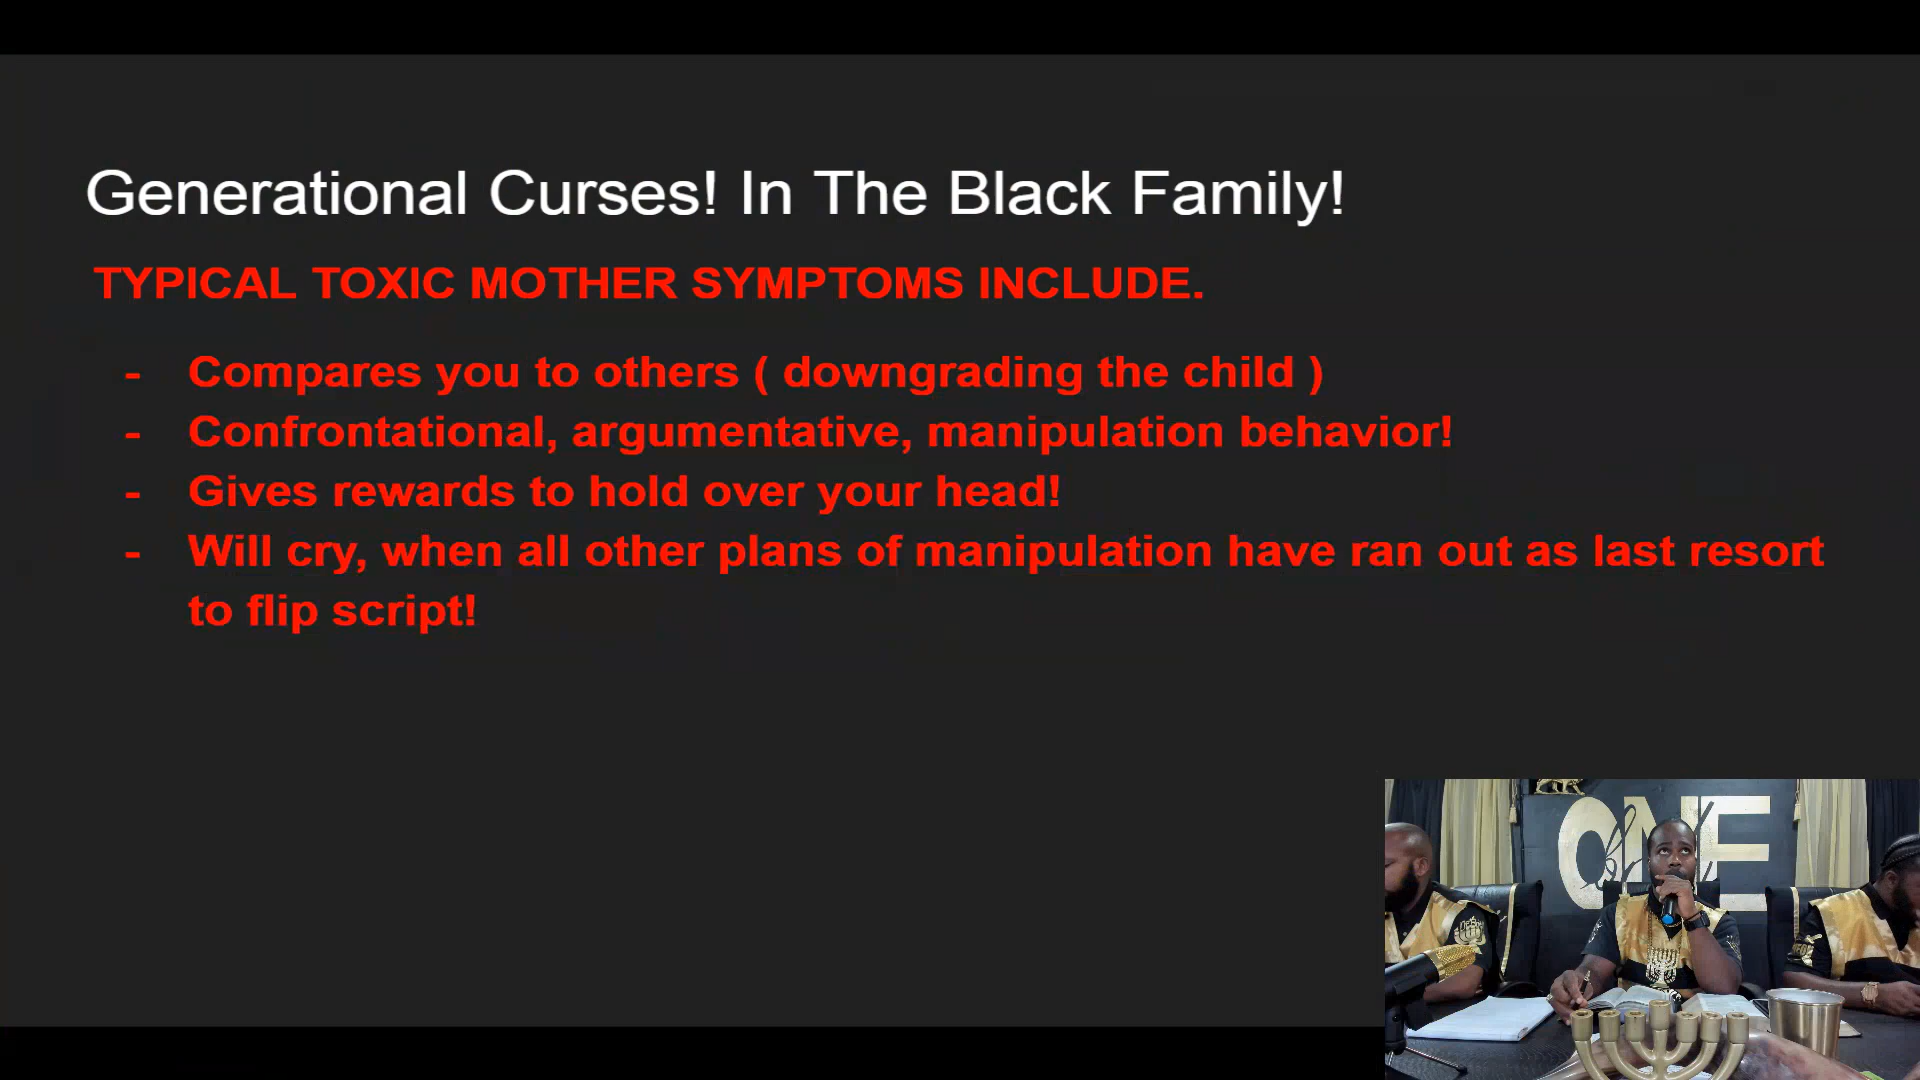 Generational Curses! In The Black Family!
TYPICAL TOXIC MOTHER SYMPTOMS INCLUDE.
- Compares you to others ( downgrading the child )
- Confrontational, argumentative, manipulation behavior!
- Gives rewards to hold over your head!
- Will cry, when all other plans of manipulation have ran out as last resort
to flip script!
ONE